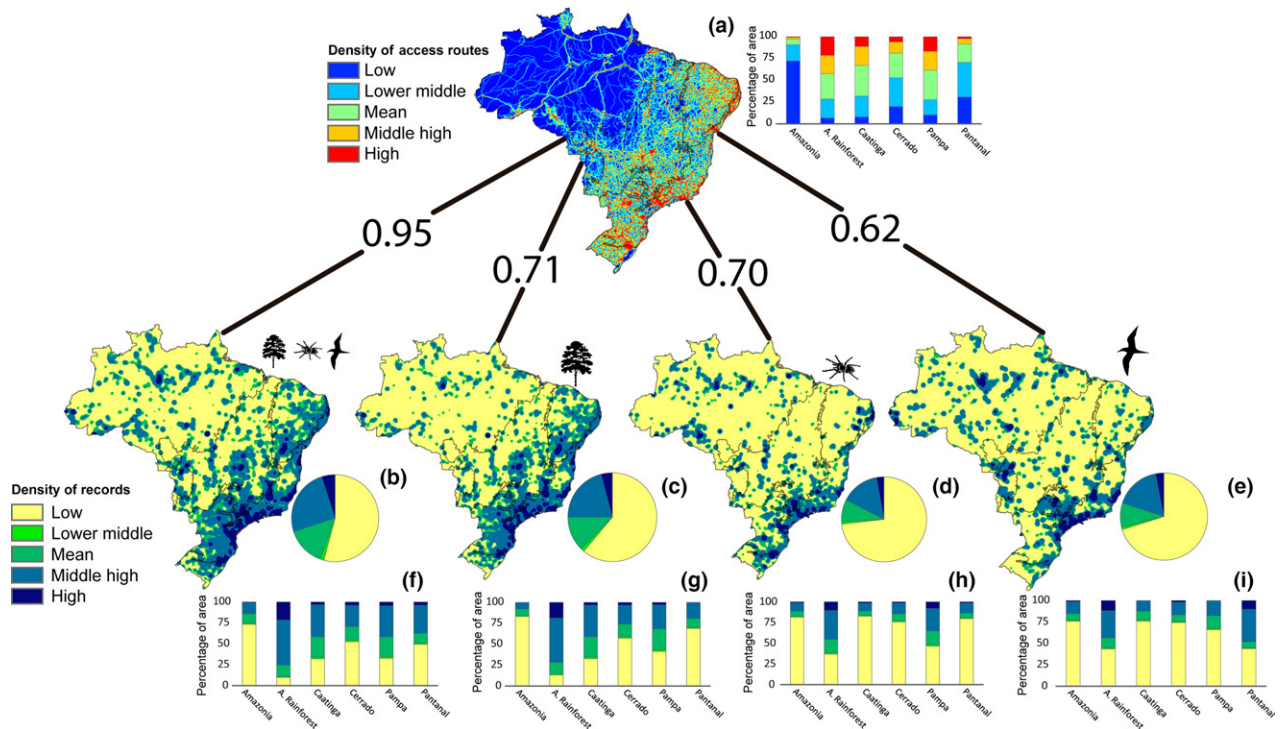 (a)
Density of access routes
Low
Lower middle
Mean
Middle high
High
Percentage of area
100
75
50
25
0
Amazonia
A. Rainforest
Caatinga
Cerrado
Pampa
Pantanal
0.95
0.71
0.70
0.62
(b)
(c)
(d)
(e)
Density of records
Low
Lower middle
Mean
Middle high
High
(f)
Percentage of area
100
75
50
25
0
Amazonia
A. Rainforest
Caatinga
Cerrado
Pampa
Pantanal
(g)
Percentage of area
100
75
50
25
0
Amazonia
A. Rainforest
Caatinga
Cerrado
Pampa
Pantanal
(h)
Percentage of area
100
75
50
25
0
Amazonia
A. Rainforest
Caatinga
Cerrado
Pampa
Pantanal
(i)
Percentage of area
100
75
50
25
0
Amazonia
A. Rainforest
Caatinga
Cerrado
Pampa
Pantanal